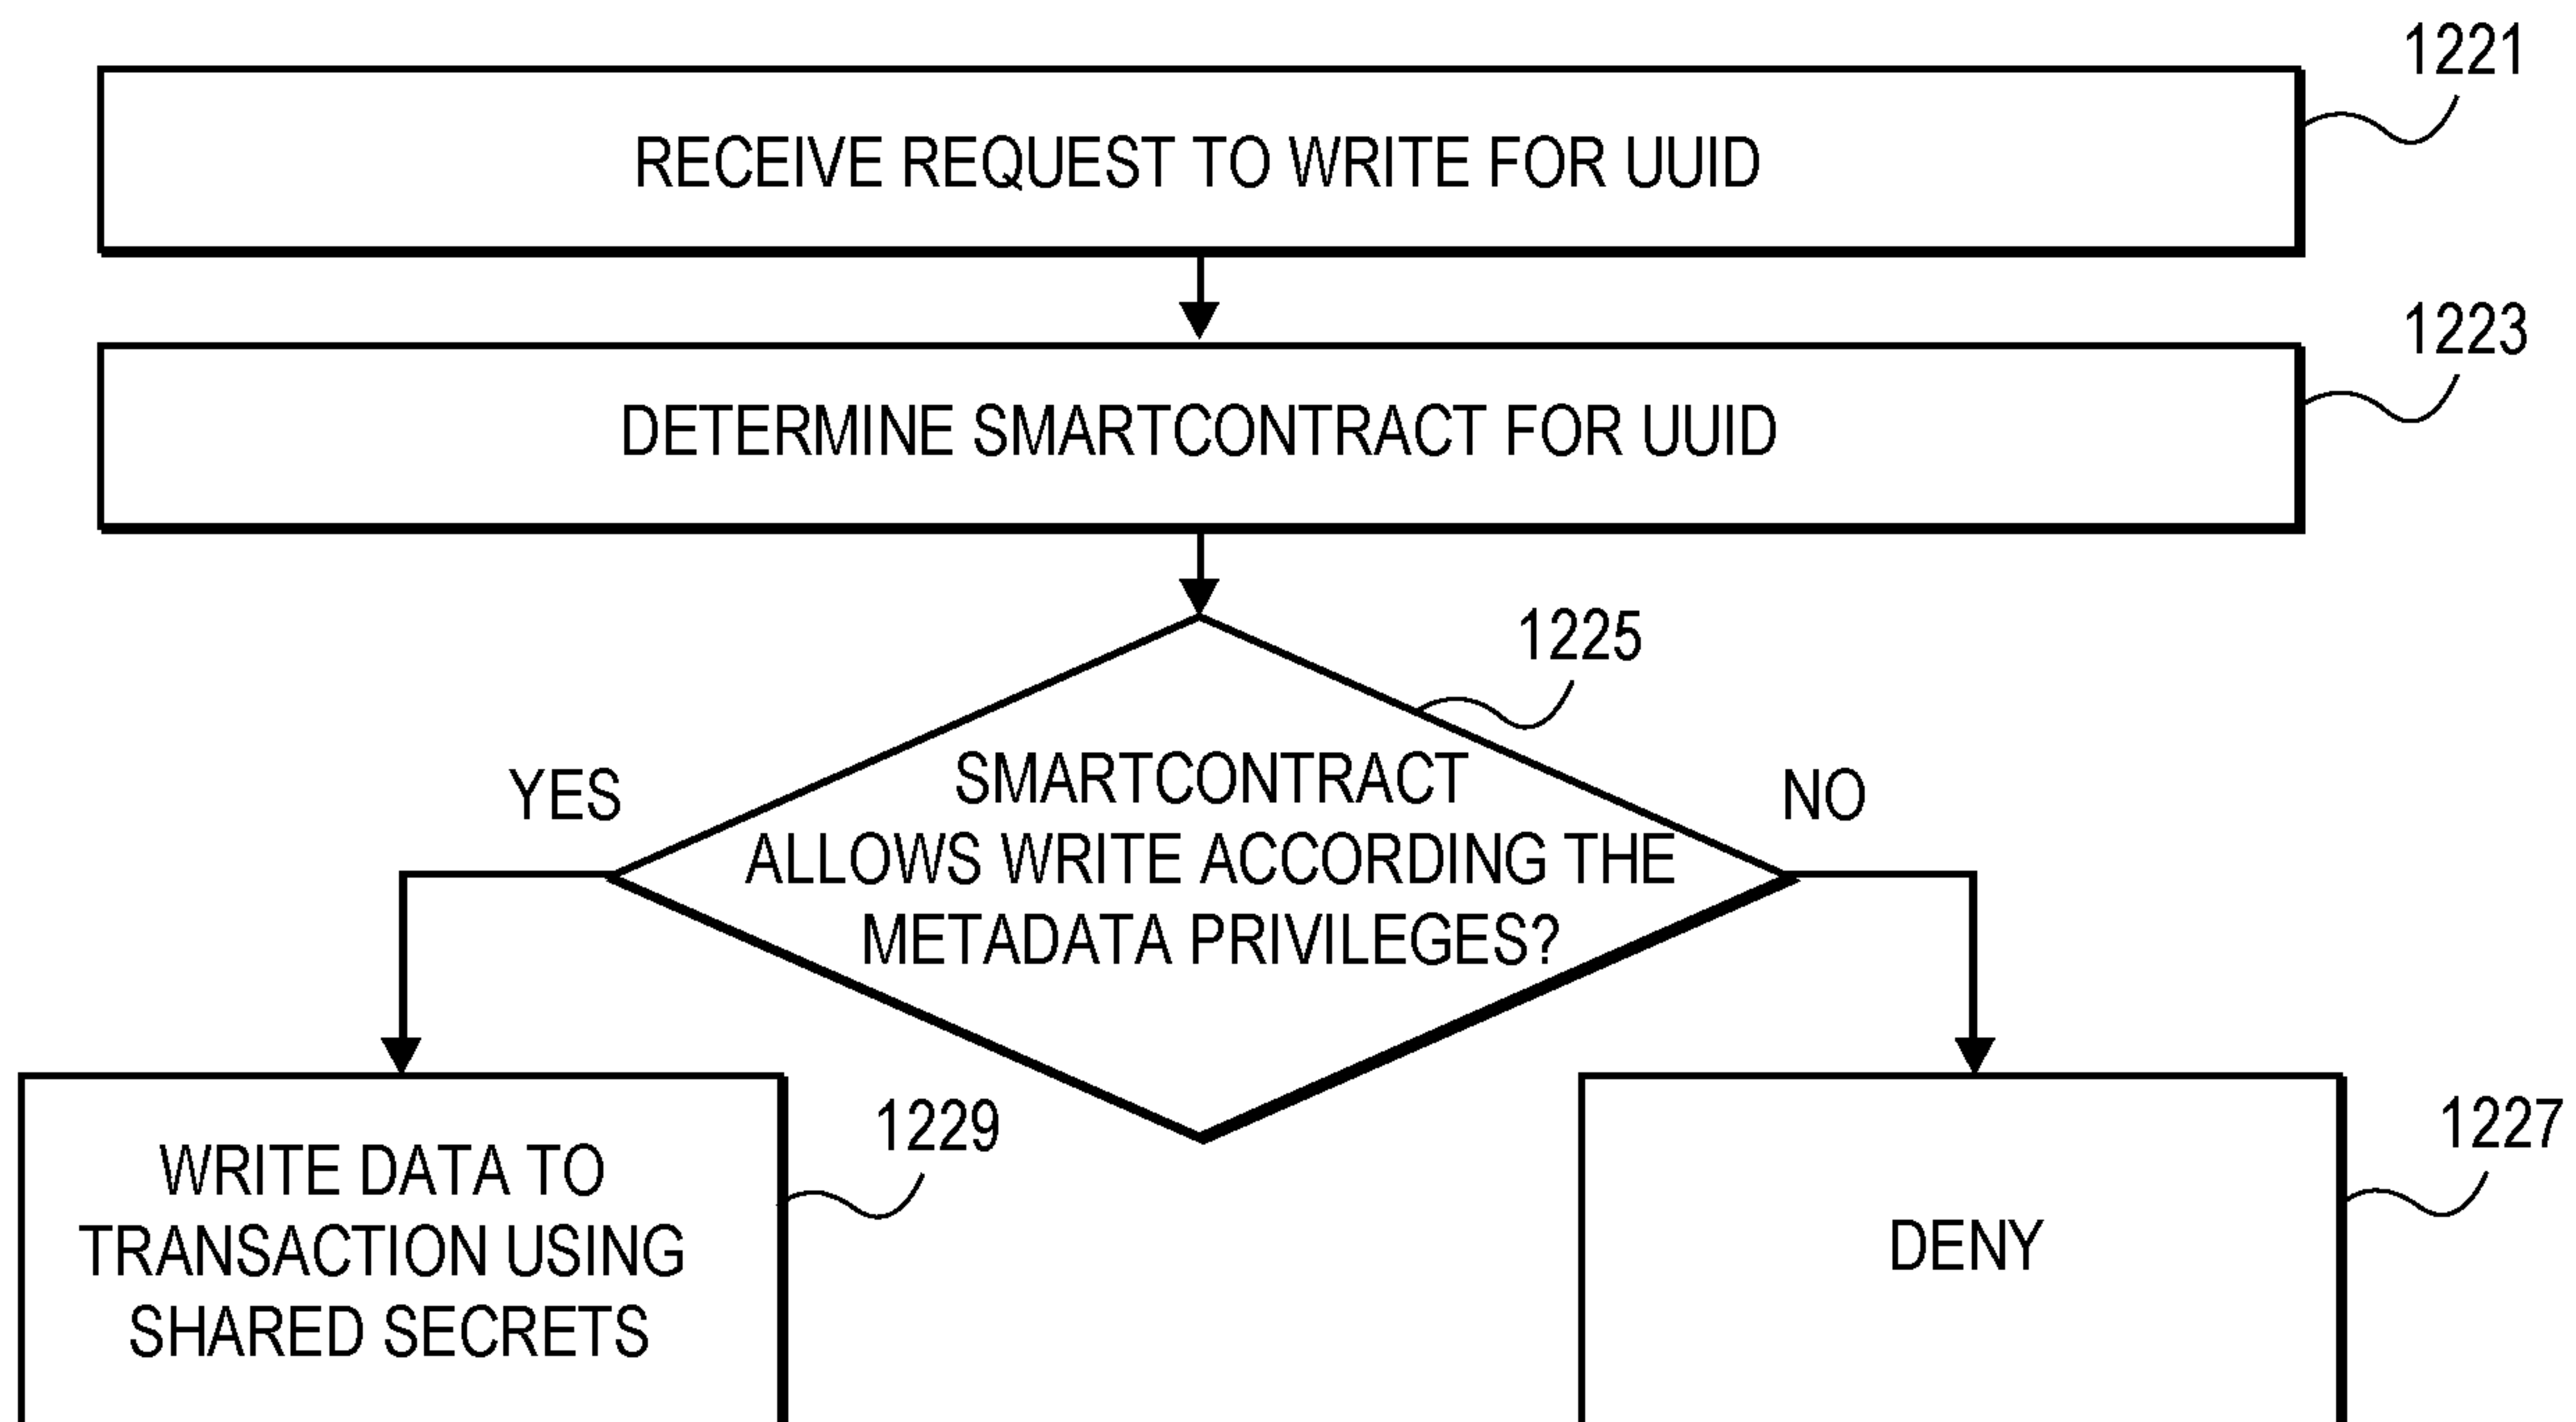 1221
RECEIVE REQUEST TO WRITE FOR UUID
1223
DETERMINE SMARTCONTRACT FOR UUID
1225
YES
SMARTCONTRACT
ALLOWS WRITE ACCORDING THE
METADATA PRIVILEGES?
NO
1229
WRITE DATA TO
TRANSACTION USING
SHARED SECRETS
1227
DENY